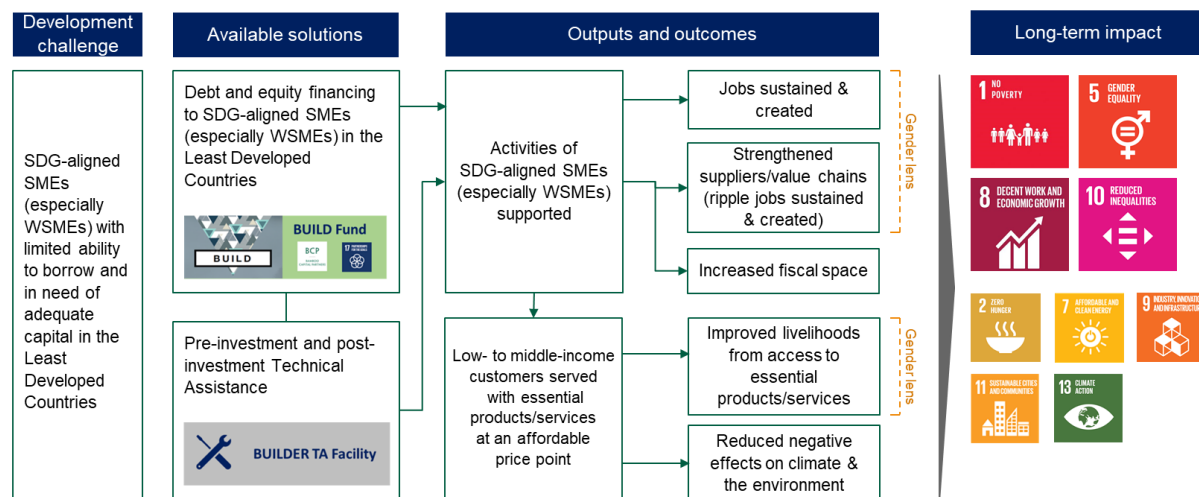 Development
challenge
Available solutions
Outputs and outcomes
Long-term impact
SDG-aligned
SMEs
(especially
WSMEs) with
limited ability
to borrow and
in need of
adequate
capital in the
Least
Developed
Countries
Debt and equity financing
to SDG-aligned SMEs
(especially WSMEs) in the
Least Developed
Countries
BUILD
BUILD Fund
BCP
17
Pre-investment and post-
investment Technical
Assistance
BUILDER TA Facility
Activities of
SDG-aligned SMEs
(especially WSMEs)
supported
Low- to middle-income
customers served
with essential
products/services
at an affordable
price point
Jobs sustained &
created
Strengthened
suppliers/value chains
(ripple jobs sustained
& created)
Increased fiscal space
Improved livelihoods
from access to
essential
products/services
Reduced negative
effects on climate &
the environment
Gender lens
Gender lens
1 NO
POVERTY
5 GENDER
EQUALITY
8 DECENT WORK AND
ECONOMIC GROWTH
10 REDUCED
INEQUALITIES
2 ZERO
HUNGER
7 AFFORDABLE AND
CLEAN ENERGY
9 INDUSTRY, INNOVATIO
AND INFRASTRUCTUR
11 SUSTAINABLE CITIES
AND COMMUNITIES
13 CLIMATE
ACTION